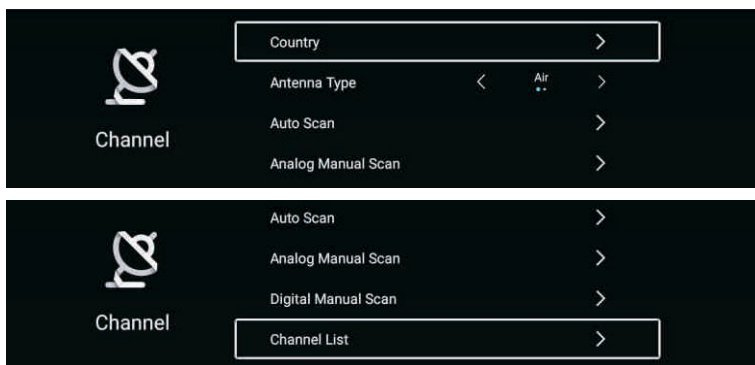 Country
Antenna Type Air
Auto Scan
Channel
Analog Manual Scan
Auto Scan
Analog Manual Scan
Digital Manual Scan
Channel
Channel List